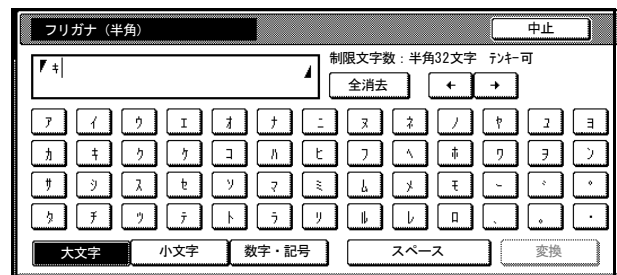 フリガナ（半角） 中止
制限文字数：半角32文字 ﾃﾝｷｰ可
ｷ
全消去 ← →
ｱ ｲ ｳ ｴ ｵ ﾅ ﾆ ﾇ ﾈ ﾉ ﾔ ﾕ ﾖ
ｶ ｷ ｸ ｹ ｺ ﾊ ﾋ ﾌ ﾍ ﾎ ﾜ ｦ ﾝ
ｻ ｼ ｽ ｾ ｿ ﾏ ﾐ ﾑ ﾒ ﾓ ｰ ﾞ ﾟ
ﾀ ﾁ ﾂ ﾃ ﾄ ﾗ ﾘ ﾙ ﾚ ﾛ ､ ｡ ･
大文字 小文字 数字・記号 スペース 変換